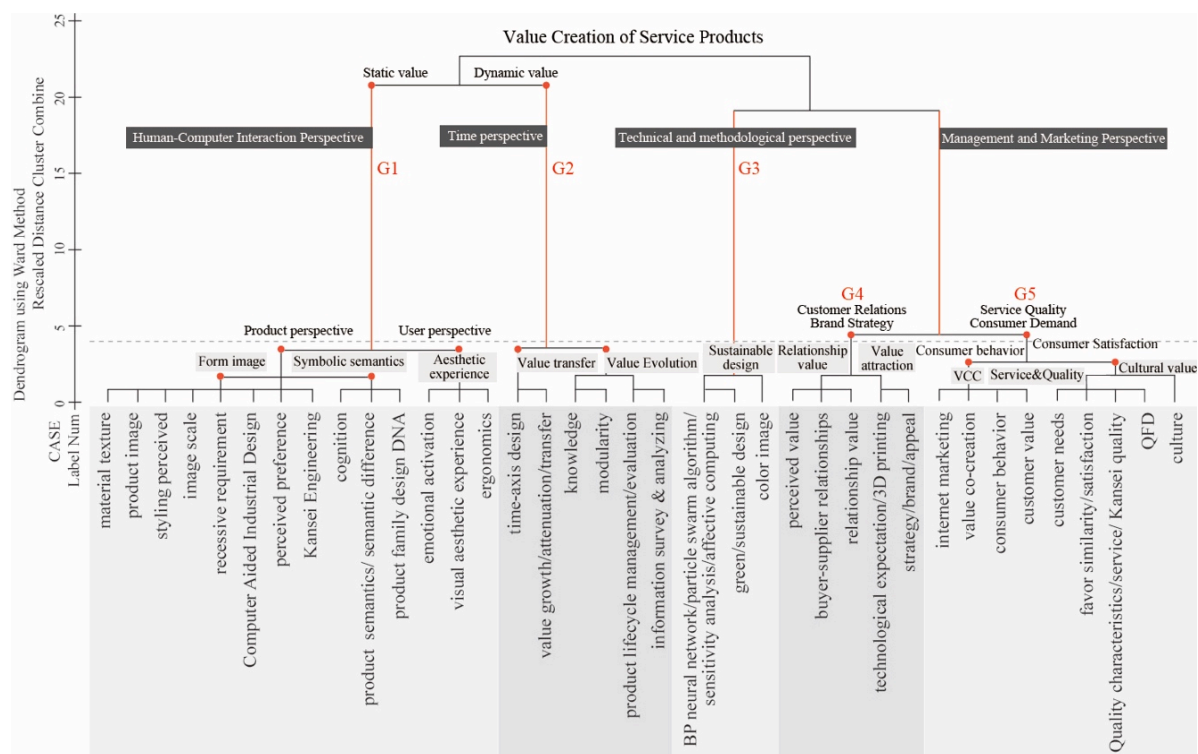 Value Creation of Service Products
25
20
15
10
5
0
Dendrogram using Ward Method
Rescaled Distance Cluster Combine
CASE
Label Num
Static value
Dynamic value
Human-Computer Interaction Perspective
Time perspective
Technical and methodological perspective
Management and Marketing Perspective
G1
G2
G3
G4
G5
Customer Relations
Brand Strategy
Service Quality
Consumer Demand
Product perspective
User perspective
Form image
Symbolic semantics
Aesthetic
experience
Value transfer
Value Evolution
Sustainable
design
Relationship
value
Value
attraction
Consumer behavior
Consumer Satisfaction
VCC
Service&Quality
Cultural value
material texture
product image
styling perceived
image scale
recessive requirement
Computer Aided Industrial Design
perceived preference
Kansei Engineering
cognition
product semantics/ semantic difference
product family design DNA
emotional activation
visual aesthetic experience
ergonomics
time-axis design
value growth/attenuation/transfer
knowledge
modularity
product lifecycle management/evaluation
information survey & analyzing
BP neural network/particle swarm algorithm/
sensitivity analysis/affective computing
green/sustainable design
color image
perceived value
buyer-supplier relationships
relationship value
technological expectation/3D printing
strategy/brand/appeal
internet marketing
value co-creation
consumer behavior
customer value
customer needs
favor similarity/satisfaction
Quality characteristics/service/ Kansei quality
QFD
culture